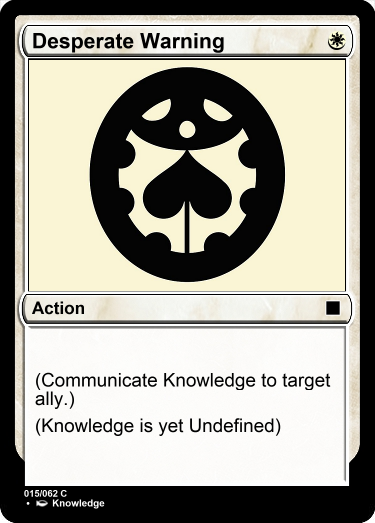 Desperate Warning
Action
(Communicate Knowledge to target
ally.)
(Knowledge is yet Undefined)
015/062 C
• Knowledge